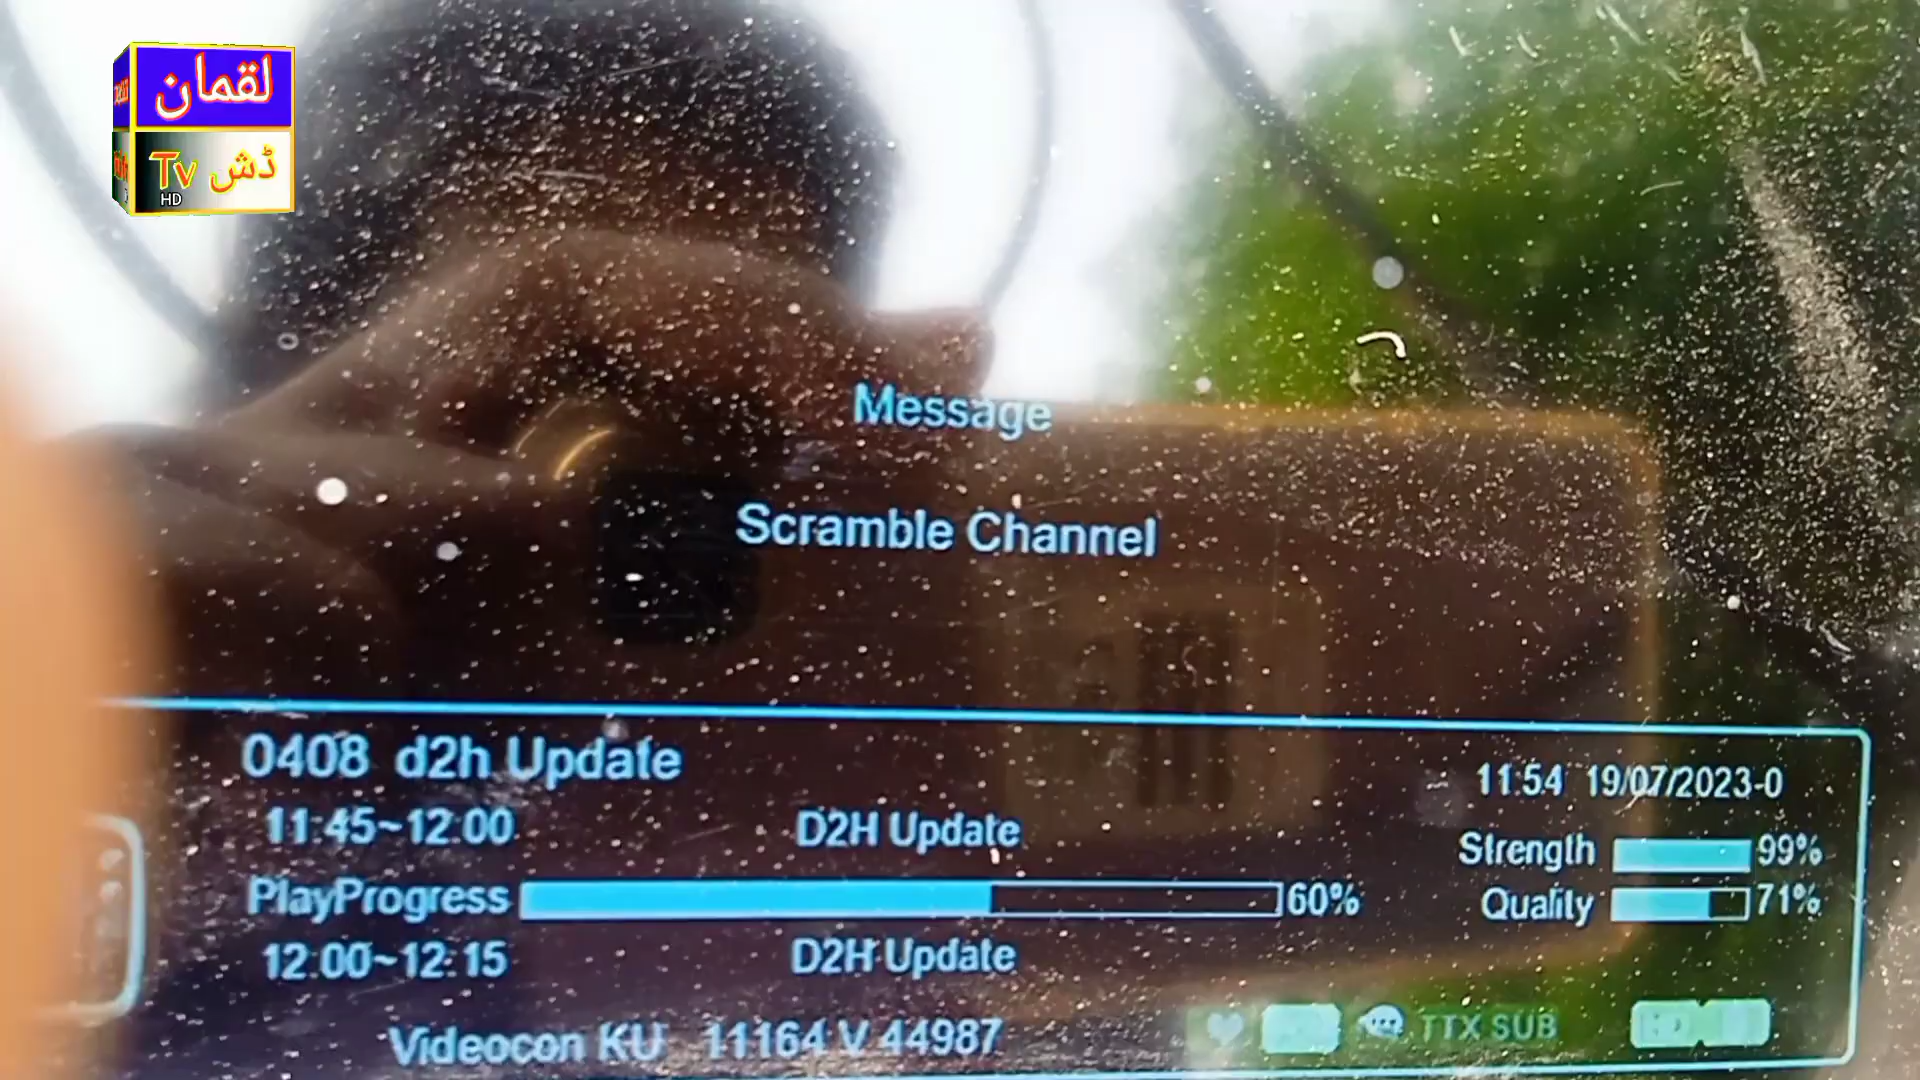 لقمان
ڈش Tv
HD
Message
Scramble Channel
0408 d2h Update
11:54 19/07/2023-0
11:45~12:00 D2H Update
Strength 99%
PlayProgress 60%
Quality 71%
12:00~12:15 D2H Update
Videocon KU 11164 V 44987
TTX SUB
HD